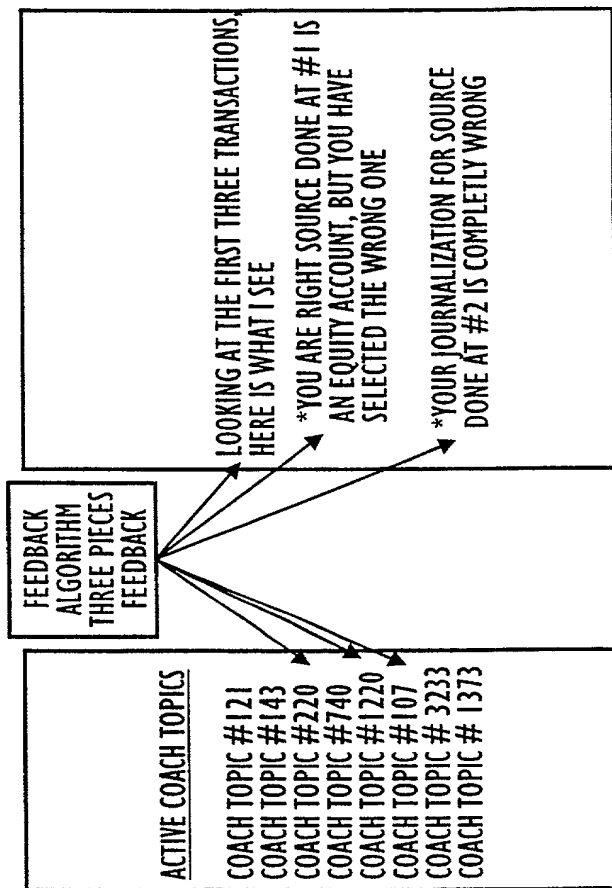 ACTIVE COACH TOPICS
COACH TOPIC #121
COACH TOPIC #143
COACH TOPIC #220
COACH TOPIC #740
COACH TOPIC #1220
COACH TOPIC #107
COACH TOPIC # 3233
COACH TOPIC # 1373
FEEDBACK
ALGORITHM
THREE PIECES
FEEDBACK
LOOKING AT THE FIRST THREE TRANSACTIONS,
HERE IS WHAT I SEE
*YOU ARE RIGHT SOURCE DONE AT #1 IS
AN EQUITY ACCOUNT, BUT YOU HAVE
SELECTED THE WRONG ONE
*YOUR JOURNALIZATION FOR SOURCE
DONE AT #2 IS COMPLETLY WRONG